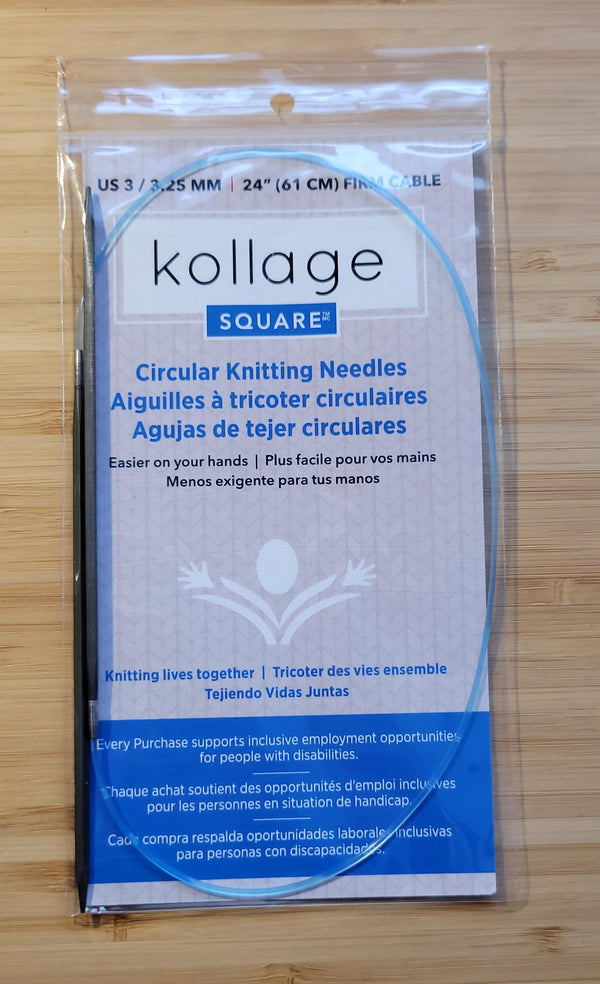 US 3 / 3.25 MM | 24" (61 CM) FIRM CABLE
kollage
SQUARE™ MC
Circular Knitting Needles
Aiguilles à tricoter circulaires
Agujas de tejer circulares
Easier on your hands | Plus facile pour vos mains
Menos exigente para tus manos
Knitting lives together | Tricoter des vies ensemble
Tejiendo Vidas Juntas
Every Purchase supports inclusive employment opportunities
for people with disabilities.
Chaque achat soutient des opportunités d'emploi inclusives
pour les personnes en situation de handicap.
Cada compra respalda oportunidades laborales inclusivas
para personas con discapacidades.